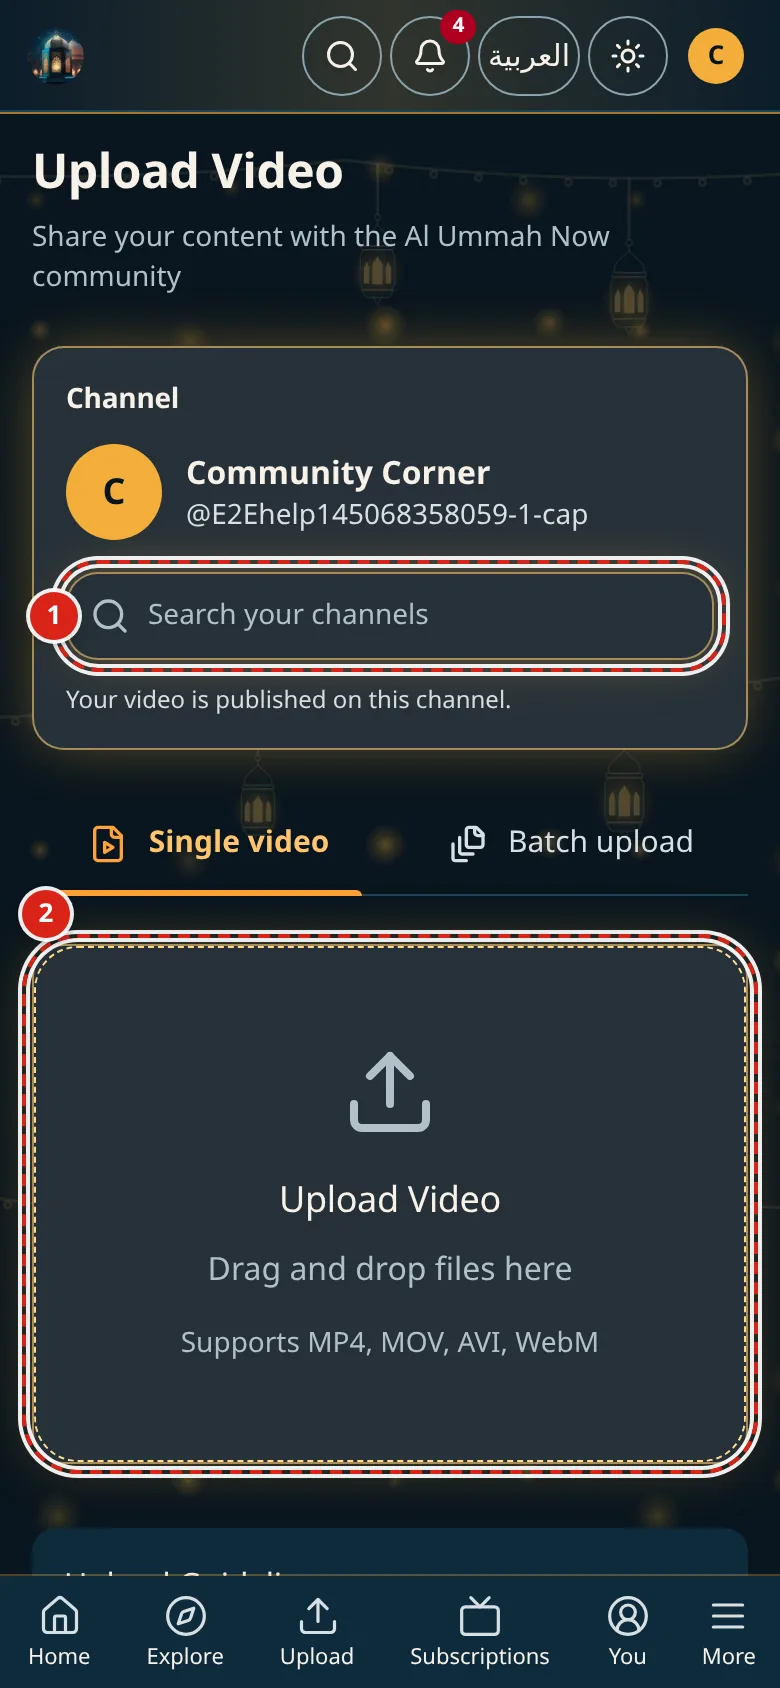 4
العربية
C
Upload Video
Share your content with the Al Ummah Now
community
Channel
C
Community Corner
@E2Ehelp145068358059-1-cap
1
Search your channels
Your video is published on this channel.
Single video
Batch upload
2
Upload Video
Drag and drop files here
Supports MP4, MOV, AVI, WebM
Home
Explore
Upload
Subscriptions
You
More